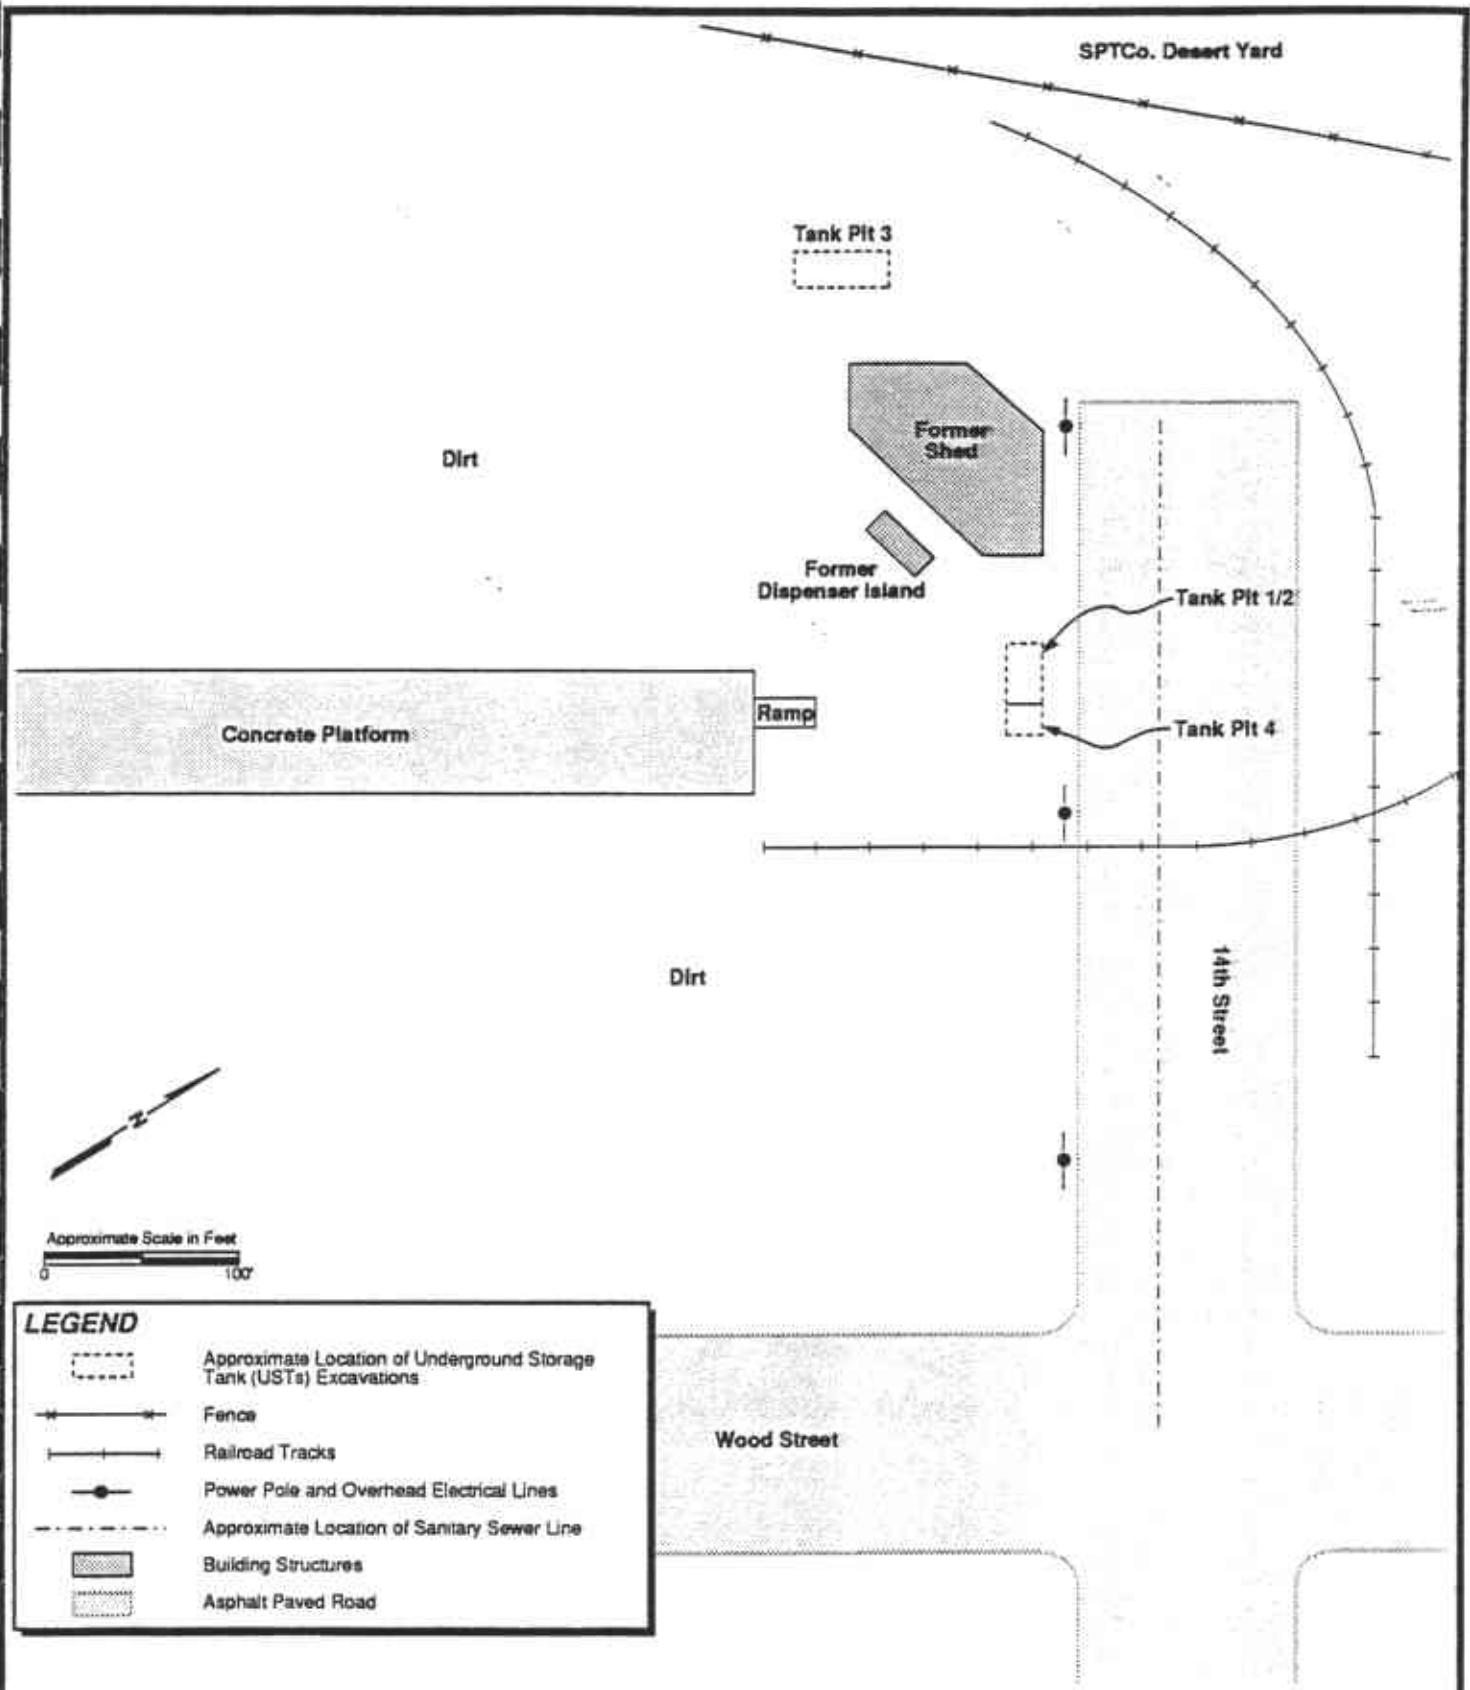 SPTCo. Desert Yard
Tank Pit 3
Former
Shed
Dirt
Former
Dispenser Island
Tank Pit 1/2
Ramp
Concrete Platform
Tank Pit 4
14th Street
Dirt
N
Approximate Scale in Feet
0 100'
LEGEND
Approximate Location of Underground Storage
Tank (USTs) Excavations
Fence
Railroad Tracks
Power Pole and Overhead Electrical Lines
Approximate Location of Sanitary Sewer Line
Building Structures
Asphalt Paved Road
Wood Street